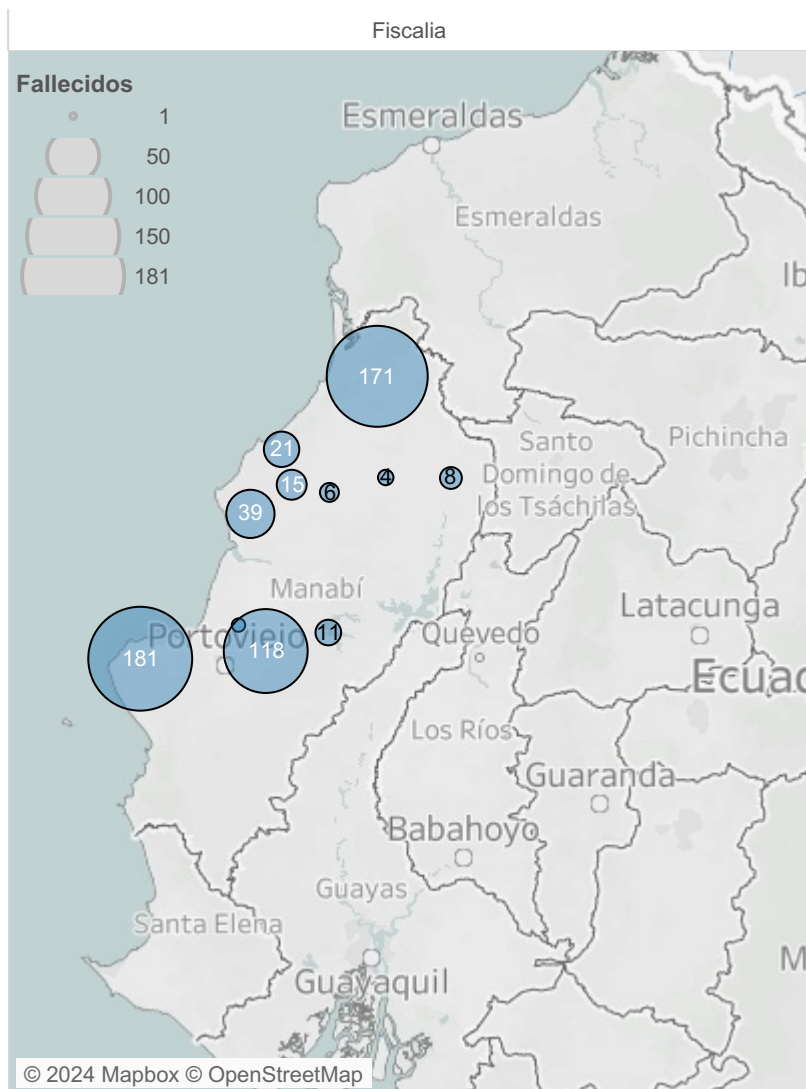 Fiscalia
Fallecidos
1
50
100
150
181
Esmeraldas
Esmeraldas
Ib
171
Santo
Domingo de
los Tsáchilas
Pichincha
21
15
6
4
8
39
Manabí
Latacunga
Portoviejo
118
11
Quevedo
181
Ecuad
Los Ríos
Guaranda
Babahoyo
Guayas
Santa Elena
M
Guayaquil
© 2024 Mapbox © OpenStreetMap